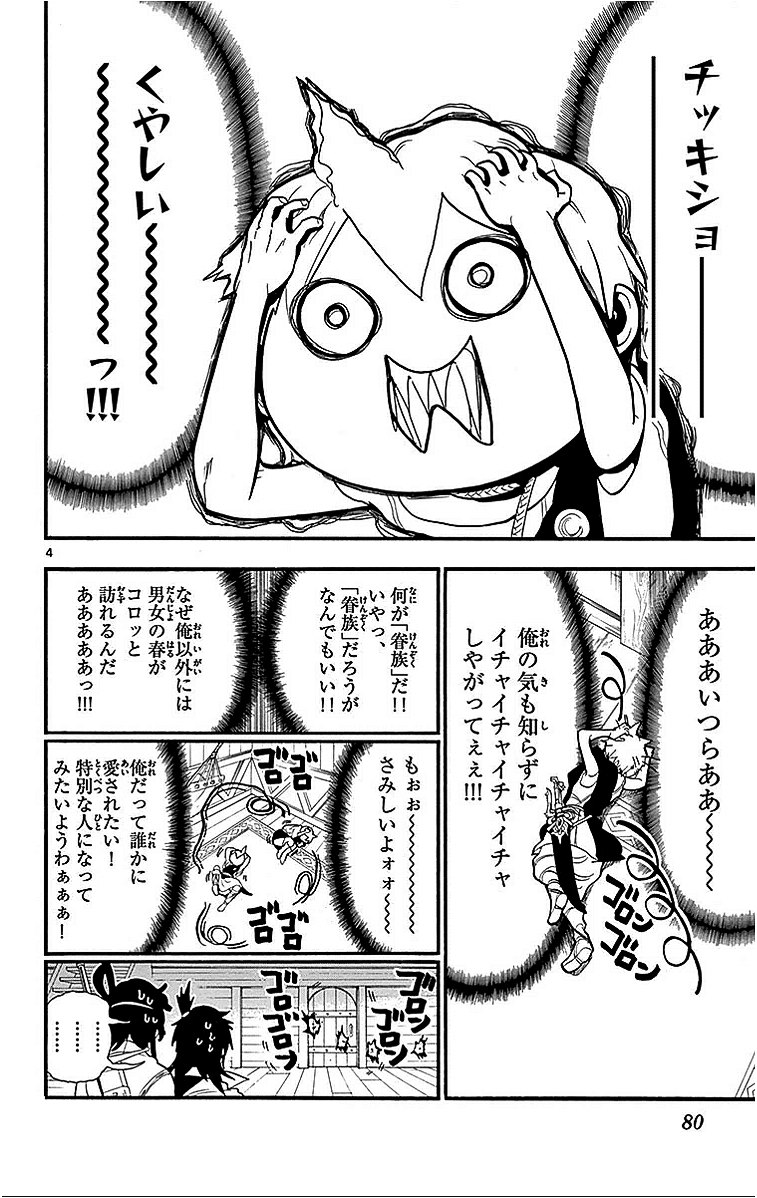 チッキショーー
くやしい〜〜〜〜〜〜〜〜〜〜っ!!!
4
あああいつらああ〜〜〜〜〜〜
俺の気も知らずに
イチャイチャイチャイチャ
しやがってぇぇ!!!
ゴロン
ゴロン
何が「眷族」だ!!
いやっ、
「眷族」だろうが
なんでもいい!!
なぜ俺以外には
男女の春が
コロッと
訪れるんだ
ああああああっ!!!
もぉぉ〜〜〜
さみしいよォォ〜〜〜
ゴロ
ゴロ
ゴロ
ゴロ
俺だって誰かに
愛されたい!
特別な人になって
みたいようわぁぁぁ!
ゴロン
ゴロン
ゴロ
ゴロゴロ
………
………
80